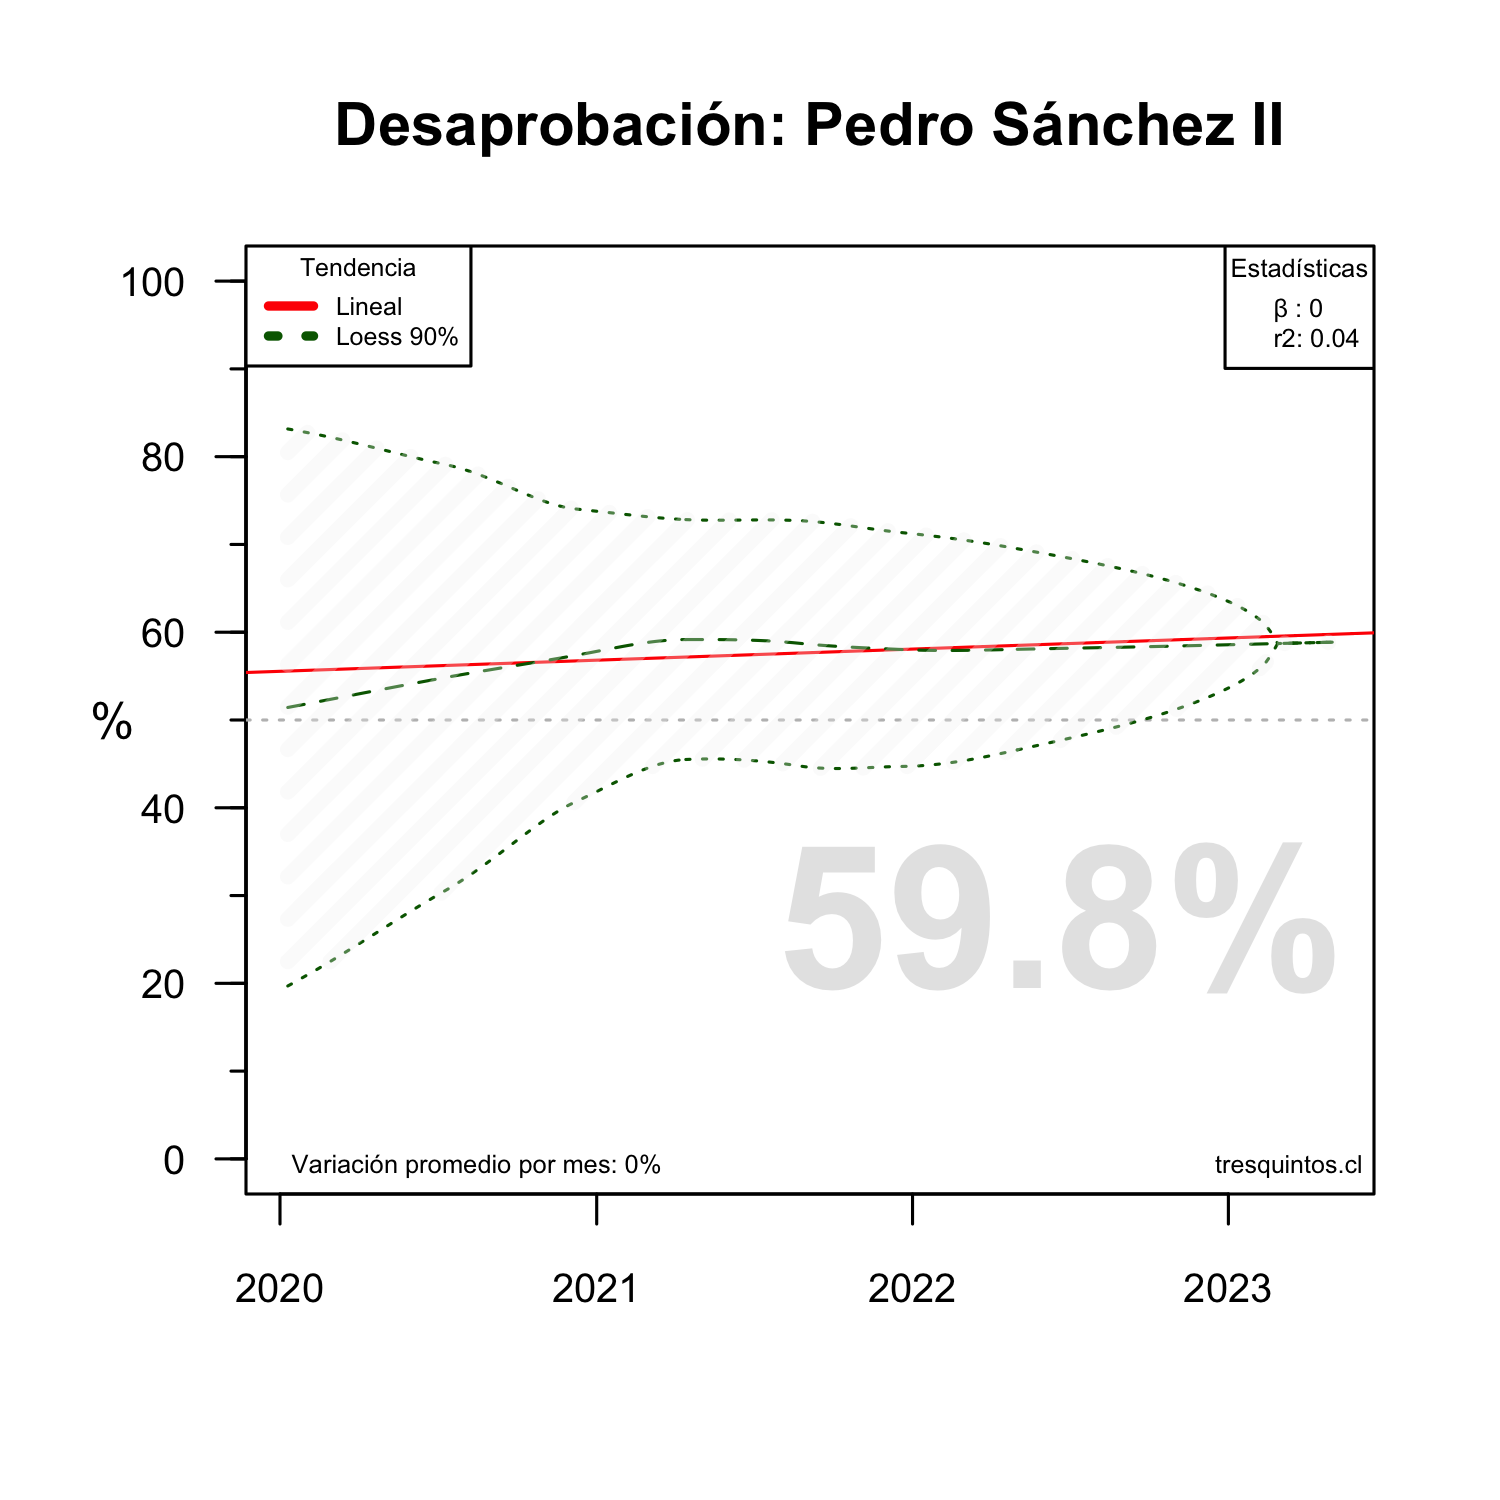 Desaprobación: Pedro Sánchez II
Tendencia
Lineal
Loess 90%
Estadísticas
β : 0
r2: 0.04
100
80
60
%
40
20
0
59.8%
Variación promedio por mes: 0%
tresquintos.cl
2020
2021
2022
2023